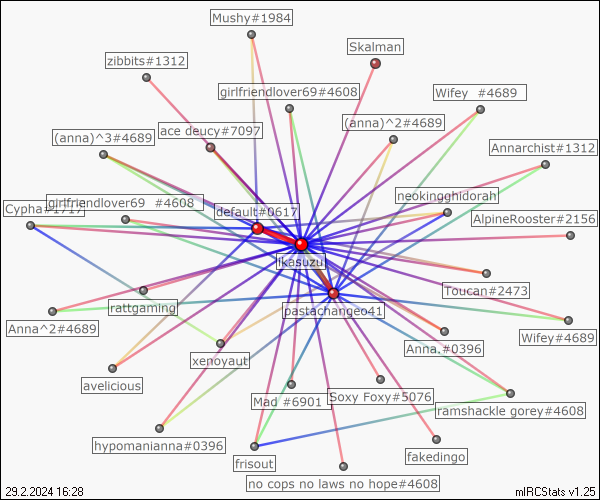 Mushy#1984
Skalman
zibbits#1312
girlfriendlover69#4608
Wifey #4689
(anna)^3#4689
ace deucy#7097
(anna)^2#4689
Annarchist#1312
neokingghidorah
girlfriendlover69 #4608
Cypha#1717
default#0617
AlpineRooster#2156
ikasuzu
Toucan#2473
rattgaming
pastachangeo41
Anna^2#4689
Wifey#4689
xenovaut
Anna.#0396
avelicious
Mad #6901
Soxy Foxy#5076
ramshackle gorey#4608
hypomanianna#0396
fakedingo
frisout
no cops no laws no hope#4608
29.2.2024 16:28
mIRCStats v1.25